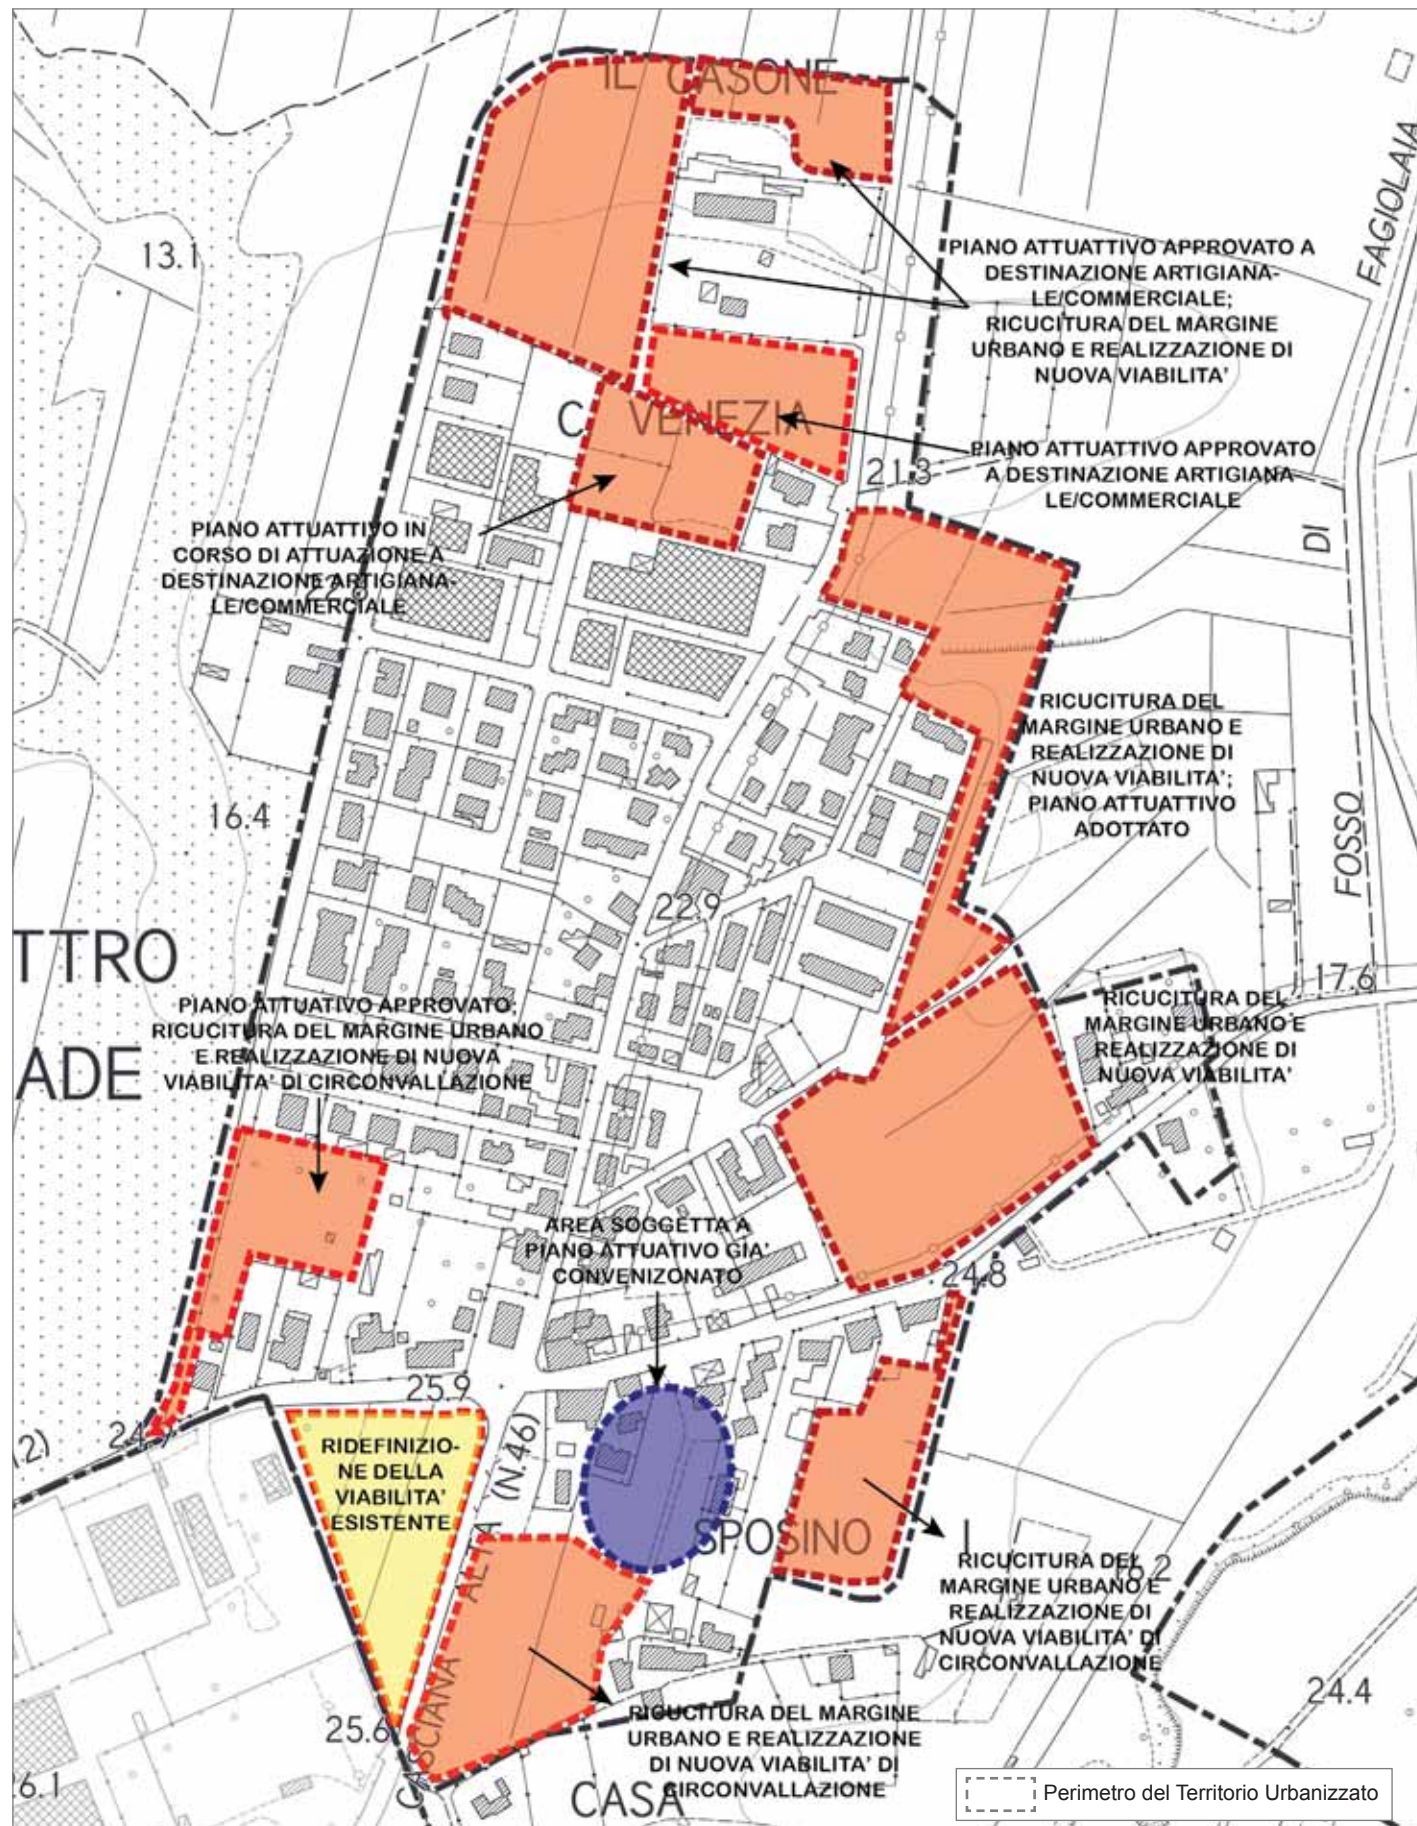 IL CASONE
FAGIOLAIA
13.1
PIANO ATTUATTIVO APPROVATO A
DESTINAZIONE ARTIGIANA-
LE/COMMERCIALE;
RICUCITURA DEL MARGINE
URBANO E REALIZZAZIONE DI
NUOVA VIABILITA'
C. VENEZIA
PIANO ATTUATTIVO APPROVATO
A DESTINAZIONE ARTIGIANA
LE/COMMERCIALE
21.3
DI
PIANO ATTUATTIVO IN
CORSO DI ATTUAZIONE A
DESTINAZIONE ARTIGIANA-
LE/COMMERCIALE
RICUCITURA DEL
MARGINE URBANO E
REALIZZAZIONE DI
NUOVA VIABILITA';
PIANO ATTUATTIVO
ADOTTATO
16.4
FOSSO
22.9
TTRO
ADE
17.6
PIANO ATTUATIVO APPROVATO;
RICUCITURA DEL MARGINE URBANO
E REALIZZAZIONE DI NUOVA
VIABILITA' DI CIRCONVALLAZIONE
RICUCITURA DEL
MARGINE URBANO E
REALIZZAZIONE DI
NUOVA VIABILITA'
AREA SOGGETTA A
PIANO ATTUATIVO GIA'
CONVENIZONATO
24.8
25.9
.2)
(N.46)
RIDEFINIZIO-
NE DELLA
VIABILITA'
ESISTENTE
SPOSINO I
ALTA
CASCIANA
RICUCITURA DEL
MARGINE URBANO E
REALIZZAZIONE DI
NUOVA VIABILITA' DI
CIRCONVALLAZIONE
24.4
25.6
RICUCITURA DEL MARGINE
URBANO E REALIZZAZIONE
DI NUOVA VIABILITA' DI
CIRCONVALLAZIONE
26.1
CASA
Perimetro del Territorio Urbanizzato